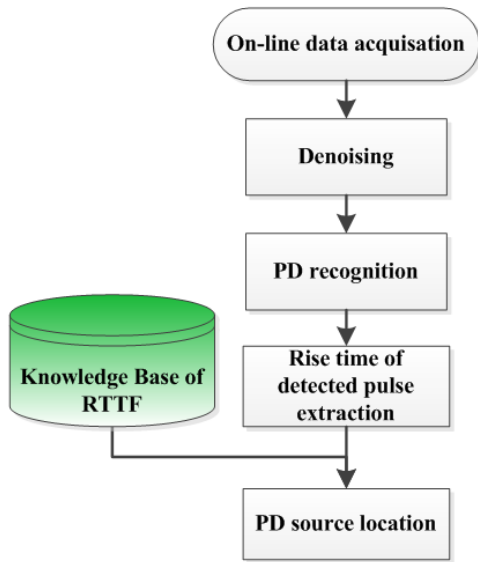 On-line data acquisation
Denoising
PD recognition
Knowledge Base of
RTTF
Rise time of
detected pulse
extraction
PD source location